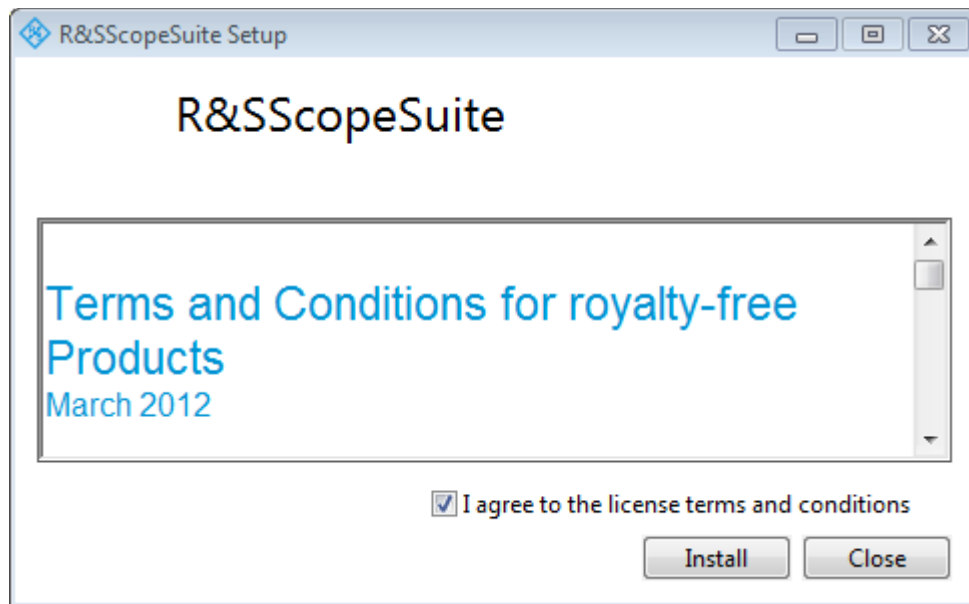 R&SScopeSuite Setup
R&SScopeSuite
Terms and Conditions for royalty-free
Products
March 2012
I agree to the license terms and conditions
Install
Close